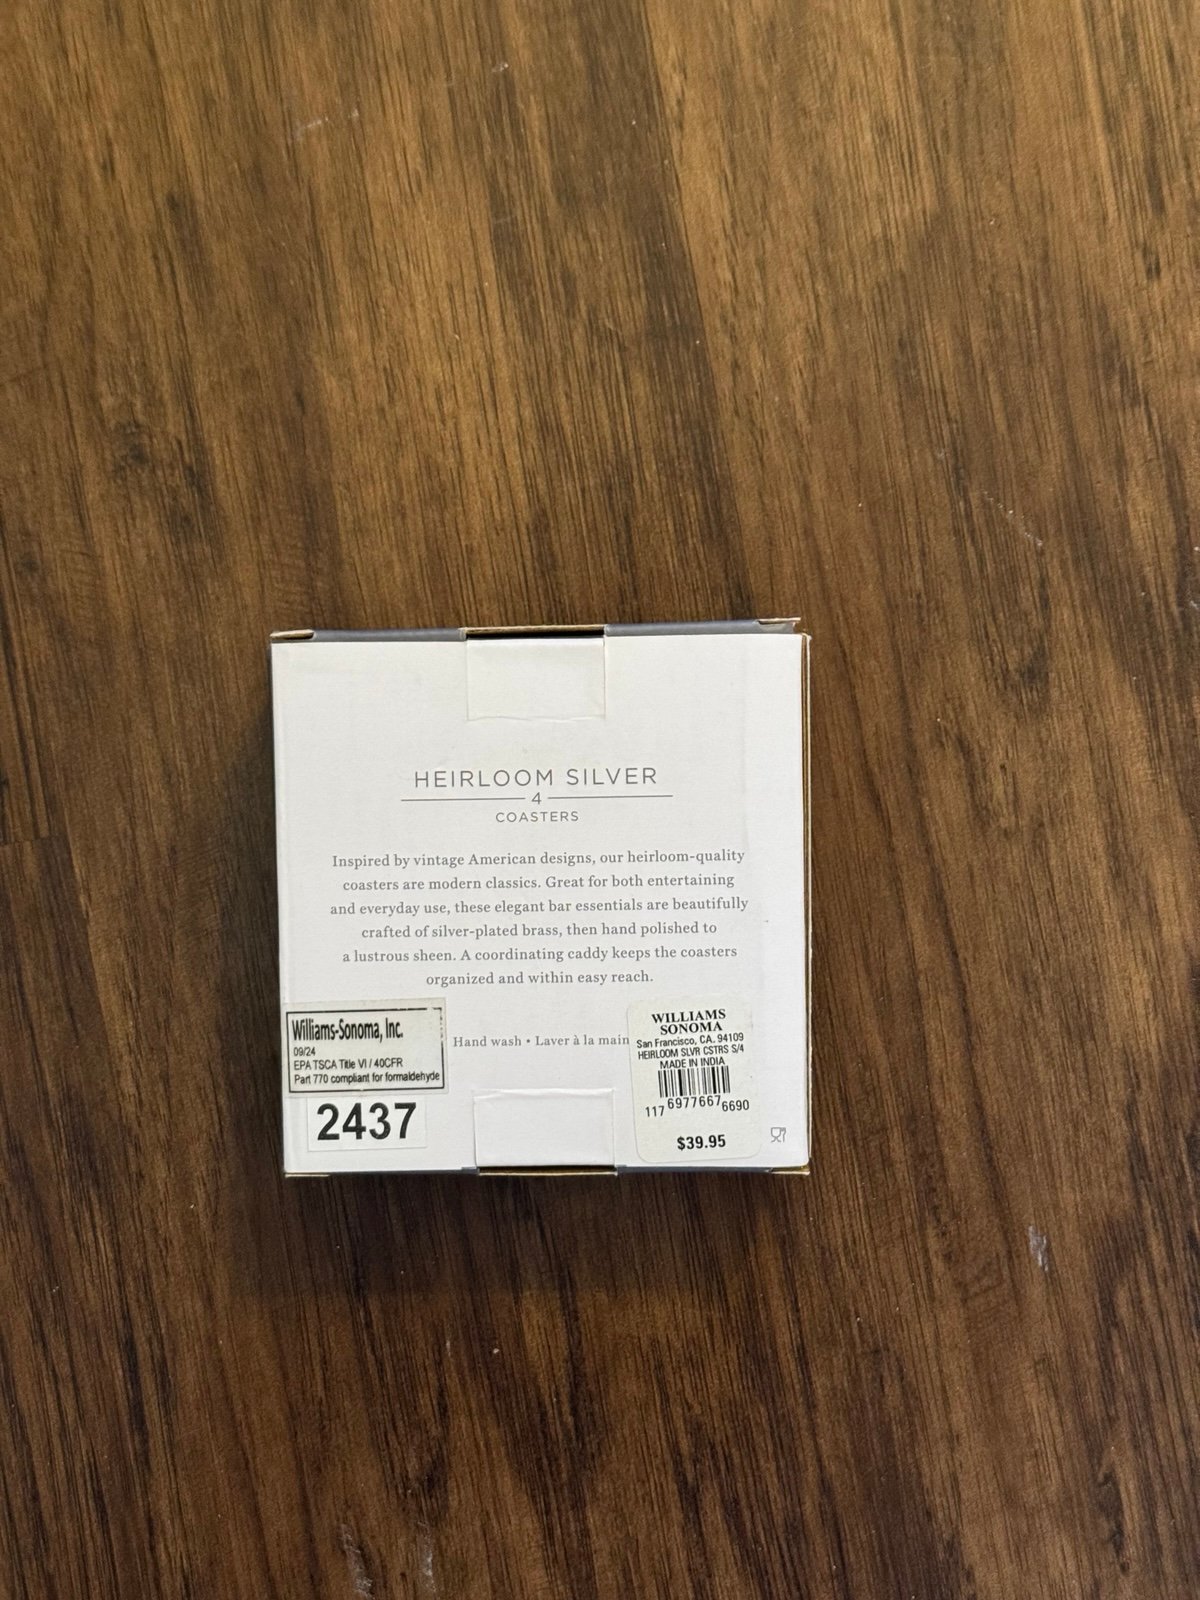 HEIRLOOM SILVER
4
COASTERS
Inspired by vintage American designs, our heirloom-quality
coasters are modern classics. Great for both entertaining
and everyday use, these elegant bar essentials are beautifully
crafted of silver-plated brass, then hand polished to
a lustrous sheen. A coordinating caddy keeps the coasters
organized and within easy reach.
Hand wash • Laver à la main
Williams-Sonoma, Inc.
09/24
EPA TSCA Title VI / 40CFR
Part 770 compliant for formaldehyde
2437
WILLIAMS
SONOMA
San Francisco, CA. 94109
HEIRLOOM SLVR CSTRS S/4
MADE IN INDIA
117 6977667 6690
$39.95